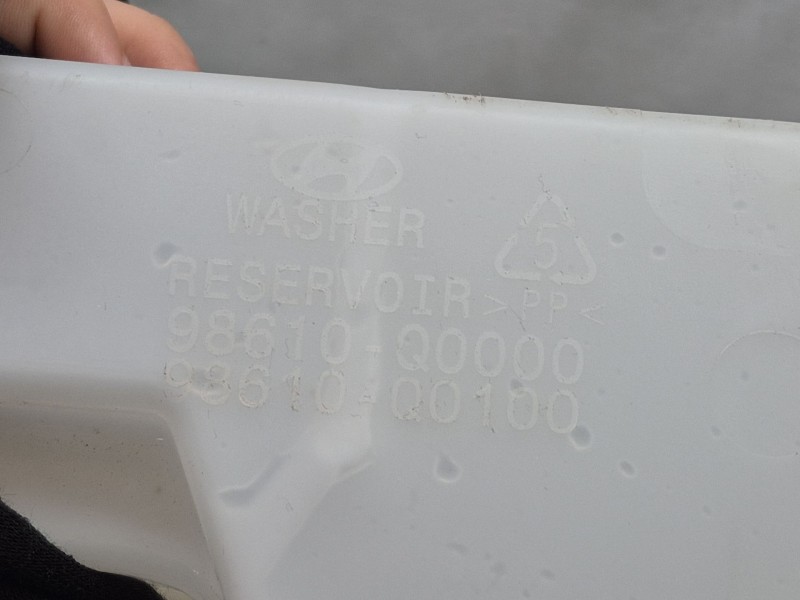 WASHER
5
RESERVOIR >PP<
98610-Q0000
98610-Q0100